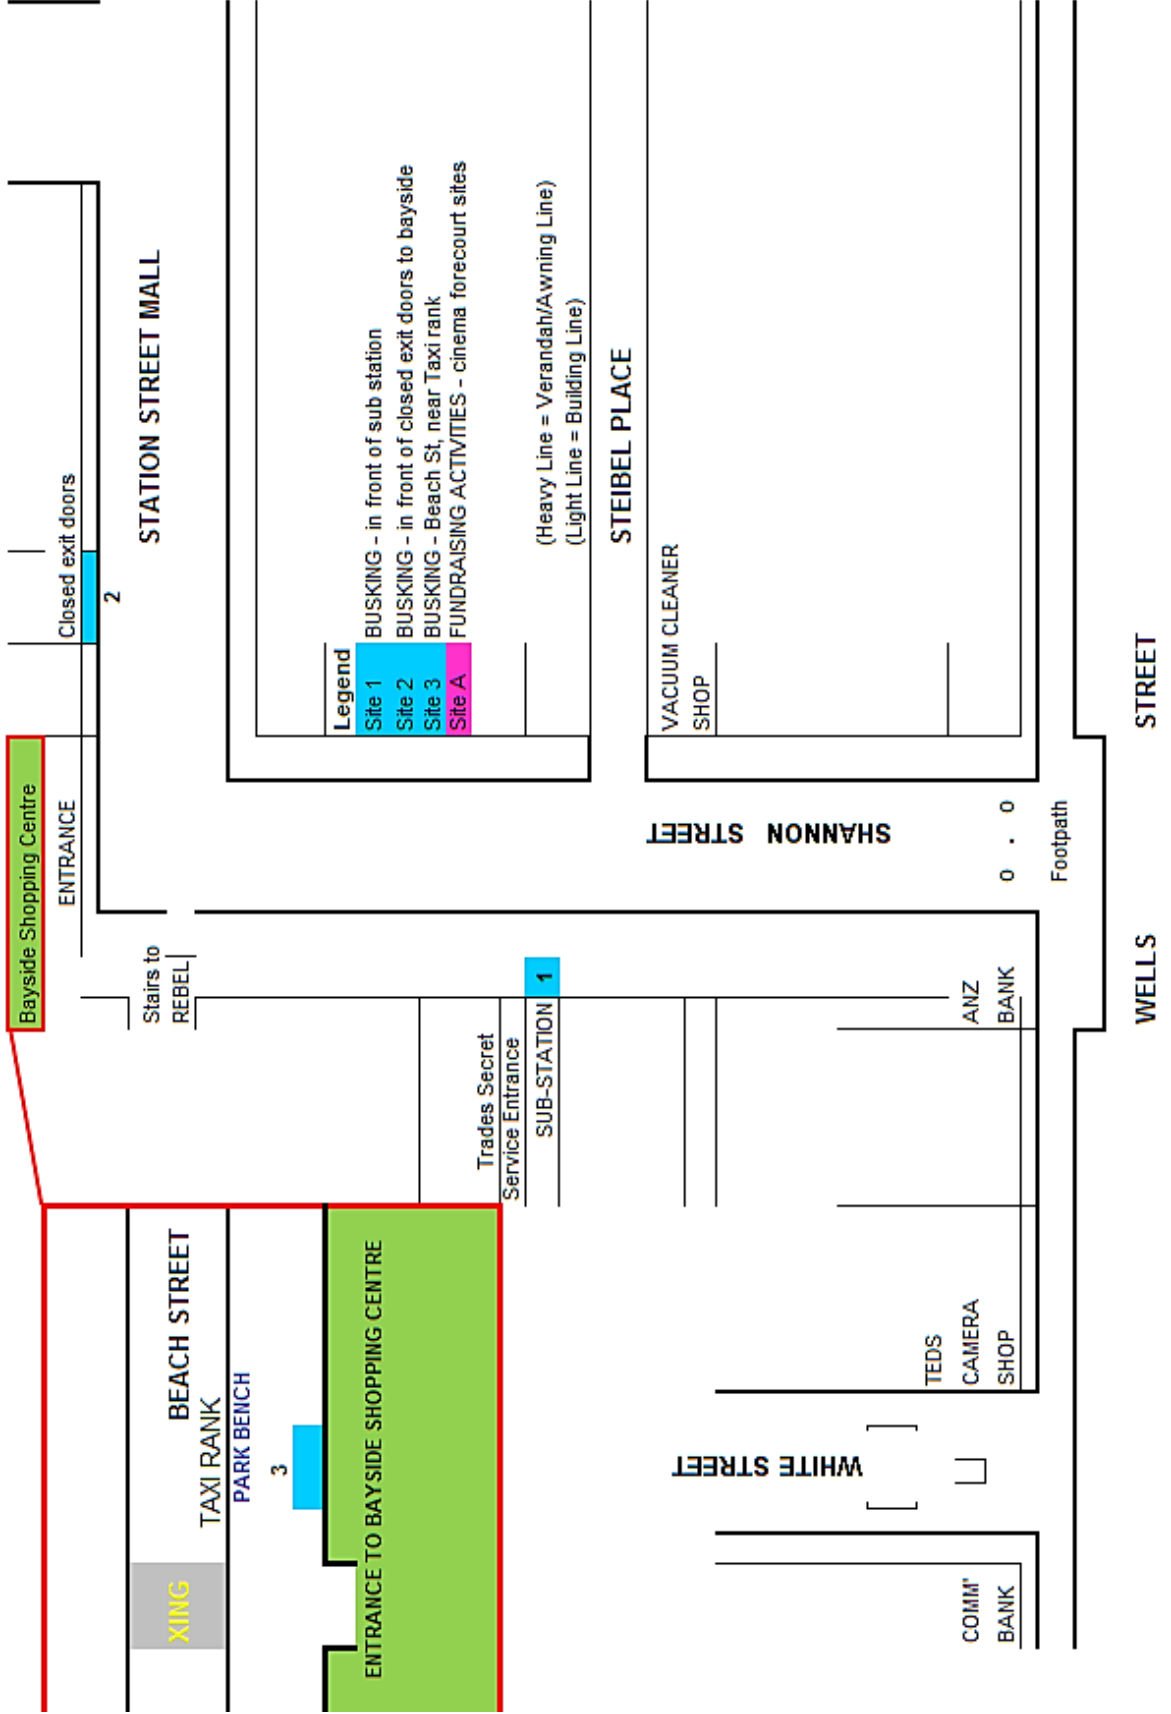 Bayside Shopping Centre
ENTRANCE
Closed exit doors
2
STATION STREET MALL
Stairs to
REBEL
Legend
Site 1 BUSKING - in front of sub station
Site 2 BUSKING - in front of closed exit doors to bayside
Site 3 BUSKING - Beach St, near Taxi rank
Site A FUNDRAISING ACTIVITIES - cinema forecourt sites
(Heavy Line = Verandah/Awning Line)
(Light Line = Building Line)
STEIBEL PLACE
VACUUM CLEANER
SHOP
SHANNON STREET
Trades Secret
Service Entrance
SUB-STATION 1
BEACH STREET
TAXI RANK
PARK BENCH
XING
3
ENTRANCE TO BAYSIDE SHOPPING CENTRE
WHITE STREET
TEDS
CAMERA
SHOP
COMM'
BANK
ANZ
BANK
O . O
Footpath
WELLS STREET